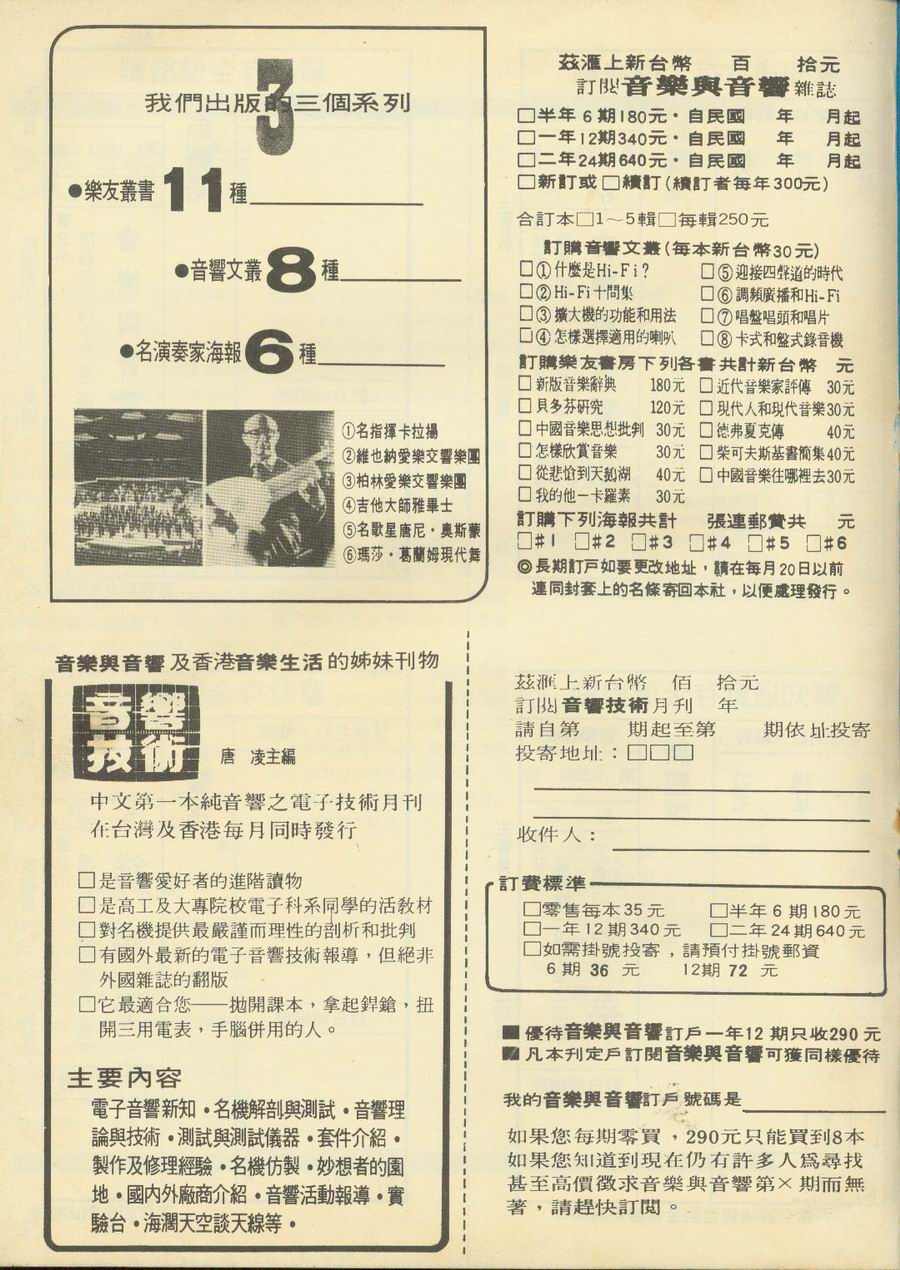 3
我們出版的三個系列
●樂友叢書11種
●音響文叢8種
●名演奏家海報6種
①名指揮卡拉揚
②維也納愛樂交響樂團
③柏林愛樂交響樂團
④吉他大師雅畢士
⑤名歌星唐尼・奧斯蒙
⑥瑪莎・葛蘭姆現代舞
茲滙上新台幣 百 拾元
訂閱音樂與音響雜誌
□半年6期180元・自民國 年 月起
□一年12期340元・自民國 年 月起
□二年24期640元・自民國 年 月起
□新訂或□續訂(續訂者每年300元)
合訂本□1～5輯□每輯250元
訂購音響文叢(每本新台幣30元)
□①什麼是Hi-Fi?
□②Hi-Fi十問集
□③擴大機的功能和用法
□④怎樣選擇適用的喇叭
□⑤迎接四聲道的時代
□⑥調頻廣播和Hi-Fi
□⑦唱盤唱頭和唱片
□⑧卡式和盤式錄音機
訂購樂友書房下列各書共計新台幣 元
□新版音樂辭典 180元
□貝多芬研究 120元
□中國音樂思想批判 30元
□怎樣欣賞音樂 30元
□從悲愴到天鵝湖 40元
□我的他—卡羅素 30元
□近代音樂家評傳 30元
□現代人和現代音樂30元
□德弗夏克傳 40元
□柴可夫斯基書簡集40元
□中國音樂往哪裡去30元
訂購下列海報共計 張連郵費共 元
□#1 □#2 □#3 □#4 □#5 □#6
◎長期訂戶如要更改地址，請在每月20日以前
連同封套上的名條寄回本社，以便處理發行。
音樂與音響及香港音樂生活的姊妹刊物
音響
技術
唐 凌主編
中文第一本純音響之電子技術月刊
在台灣及香港每月同時發行
□是音響愛好者的進階讀物
□是高工及大專院校電子科系同學的活教材
□對名機提供最嚴謹而理性的剖析和批判
□有國外最新的電子音響技術報導，但絕非
外國雜誌的翻版
□它最適合您——拋開課本，拿起銲鎗，扭
開三用電表，手腦併用的人。
主要內容
電子音響新知・名機解剖與測試・音響理
論與技術・測試與測試儀器・套件介紹・
製作及修理經驗・名機仿製・妙想者的園
地・國內外廠商介紹・音響活動報導・實
驗台・海濶天空談天線等・
茲滙上新台幣 佰 拾元
訂閱音響技術月刊 年
請自第 期起至第 期依址投寄
投寄地址：□□□
收件人：
訂費標準
□零售每本35元 □半年6期180元
□一年12期340元 □二年24期640元
□如需掛號投寄，請預付掛號郵資
6期 36 元 12期 72 元
■優待音樂與音響訂戶一年12期只收290元
■凡本刋定戶訂閱音樂與音響可獲同樣優待
我的音樂與音響訂戶號碼是
如果您每期零買，290元只能買到8本
如果您知道到現在仍有許多人爲尋找
甚至高價徵求音樂與音響第×期而無
著，請趕快訂閱。